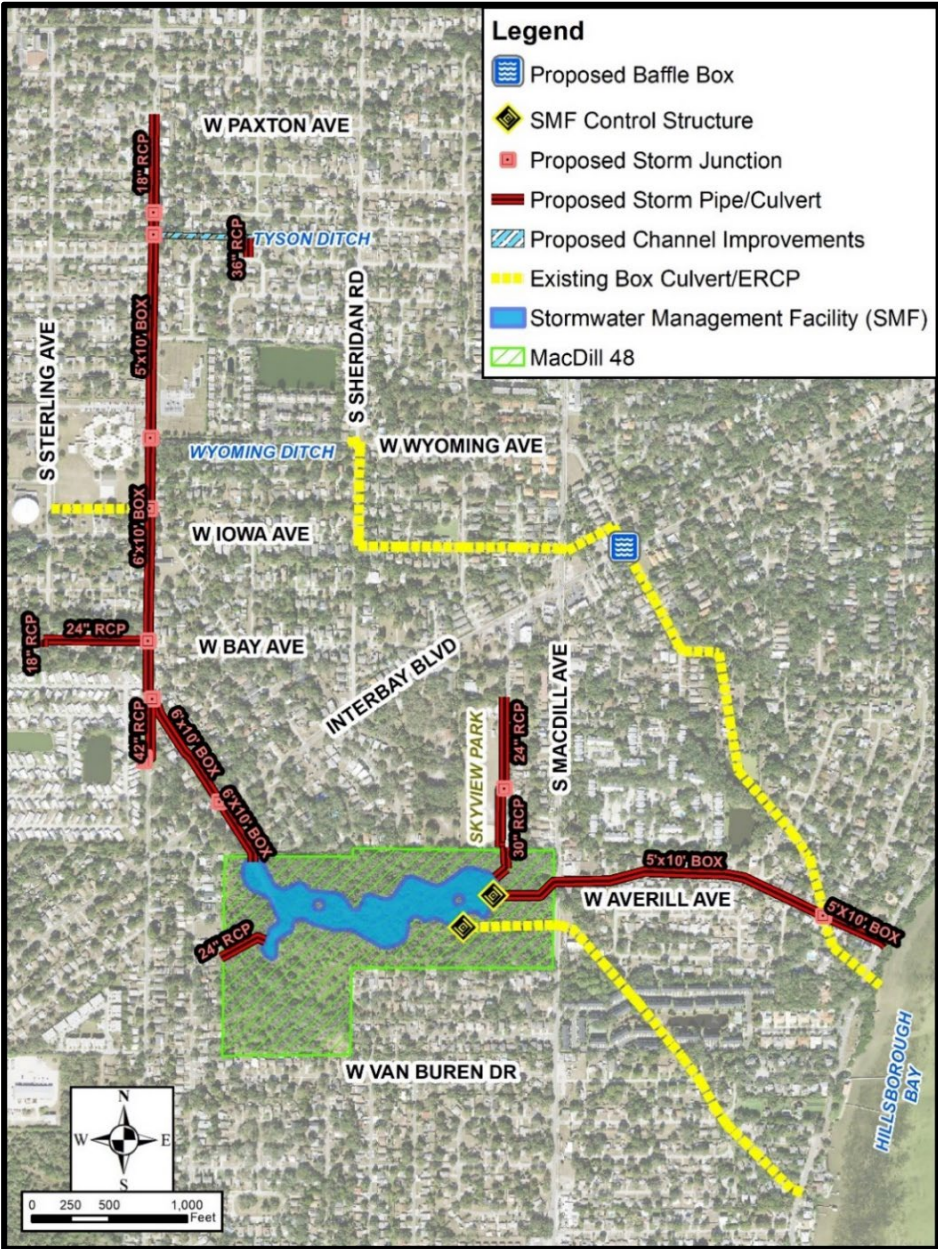 Legend
Proposed Baffle Box
SMF Control Structure
Proposed Storm Junction
Proposed Storm Pipe/Culvert
Proposed Channel Improvements
Existing Box Culvert/ERCP
Stormwater Management Facility (SMF)
MacDill 48
W PAXTON AVE
18" RCP
36" RCP
TYSON DITCH
S SHERIDAN RD
5'x10', BOX
S STERLING AVE
WYOMING DITCH
W WYOMING AVE
6'x10', BOX
W IOWA AVE
24" RCP
18" RCP
W BAY AVE
INTERBAY BLVD
42" RCP
6'x10', BOX
6'X10', BOX
SKYVIEW PARK
24" RCP
S MACDILL AVE
30" RCP
5'x10', BOX
W AVERILL AVE
5'X10', BOX
24" RCP
W VAN BUREN DR
HILLSBOROUGH
BAY
N
W E
S
0 250 500 1,000
Feet